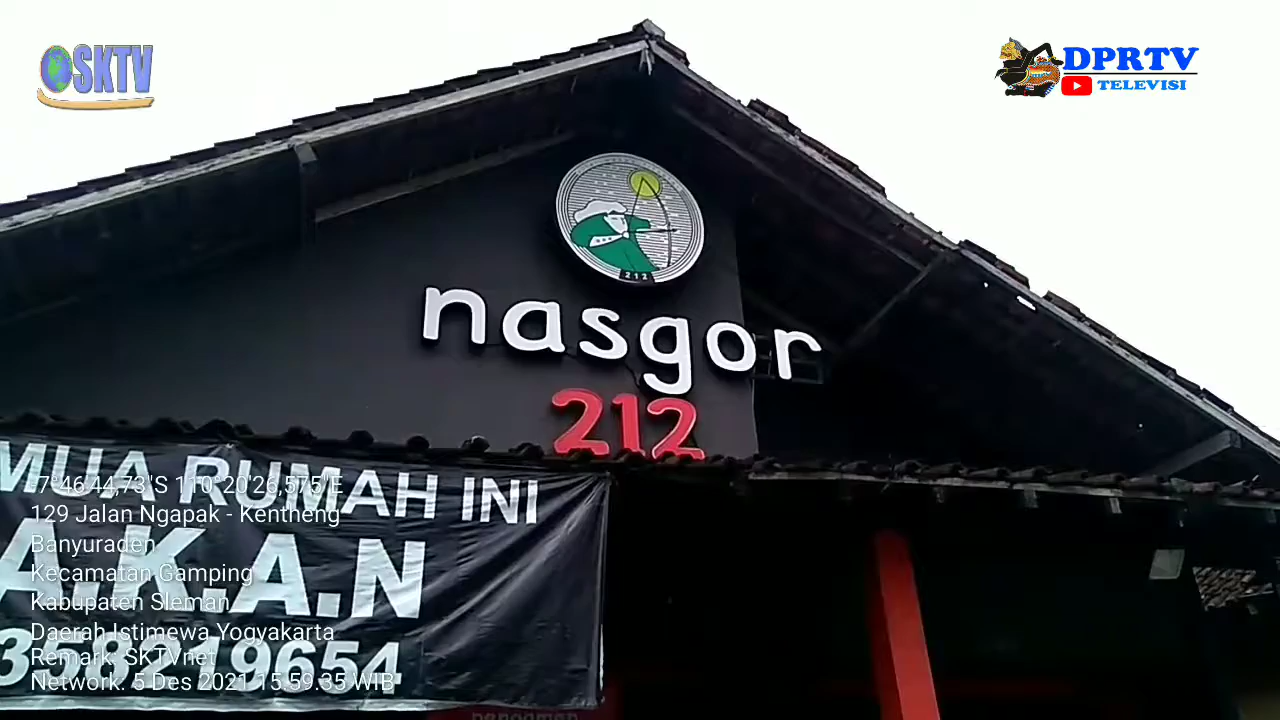 SKTV
DPRTV
TELEVISI
212
nasgor
212
MUA RUMAH INI
A.K.A.N
358219654
7°46'44,73"S 110°20'26,575"E
129 Jalan Ngapak - Kentheng
Banyuraden
Kecamatan Gamping
Kabupaten Sleman
Daerah Istimewa Yogyakarta
Remark: SKTVnet
Network: 5 Des 2021 15.59.35 WIB